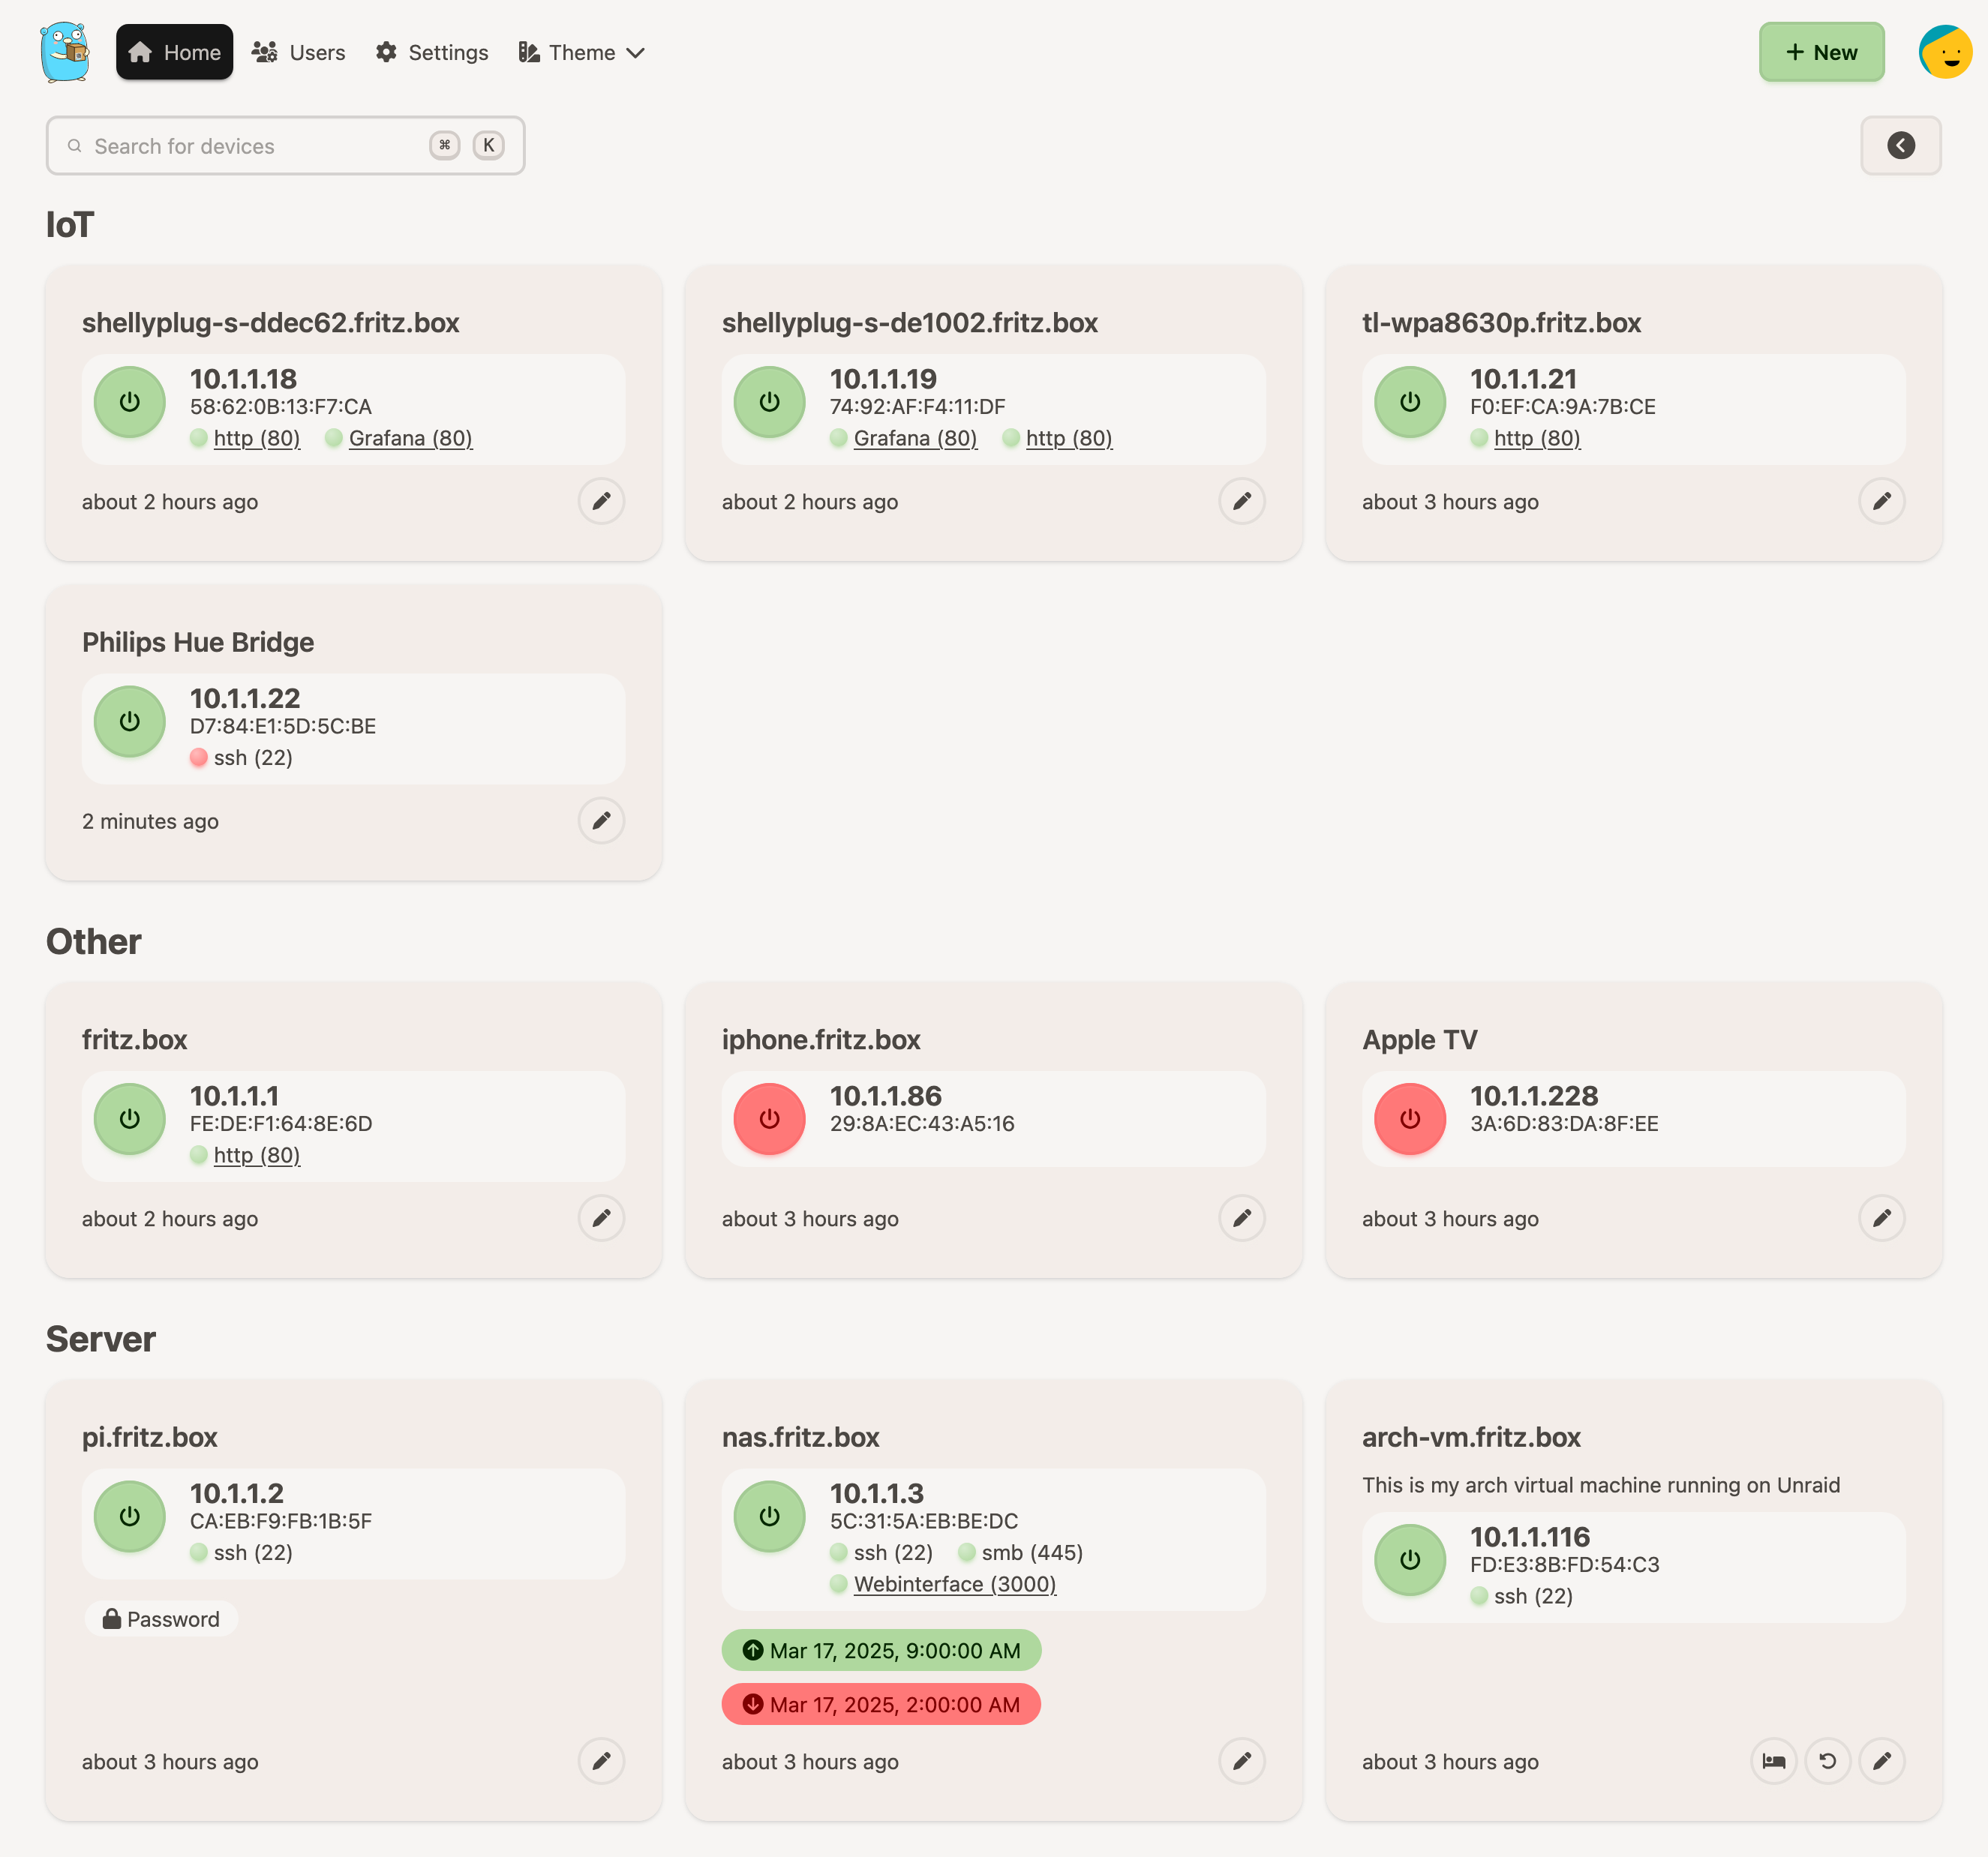 Home
Users
Settings
Theme
+ New
Search for devices
⌘ K
IoT
shellyplug-s-ddec62.fritz.box
10.1.1.18
58:62:0B:13:F7:CA
http (80)
Grafana (80)
about 2 hours ago
shellyplug-s-de1002.fritz.box
10.1.1.19
74:92:AF:F4:11:DF
Grafana (80)
http (80)
about 2 hours ago
tl-wpa8630p.fritz.box
10.1.1.21
F0:EF:CA:9A:7B:CE
http (80)
about 3 hours ago
Philips Hue Bridge
10.1.1.22
D7:84:E1:5D:5C:BE
ssh (22)
2 minutes ago
Other
fritz.box
10.1.1.1
FE:DE:F1:64:8E:6D
http (80)
about 2 hours ago
iphone.fritz.box
10.1.1.86
29:8A:EC:43:A5:16
about 3 hours ago
Apple TV
10.1.1.228
3A:6D:83:DA:8F:EE
about 3 hours ago
Server
pi.fritz.box
10.1.1.2
CA:EB:F9:FB:1B:5F
ssh (22)
Password
about 3 hours ago
nas.fritz.box
10.1.1.3
5C:31:5A:EB:BE:DC
ssh (22)
smb (445)
Webinterface (3000)
Mar 17, 2025, 9:00:00 AM
Mar 17, 2025, 2:00:00 AM
about 3 hours ago
arch-vm.fritz.box
This is my arch virtual machine running on Unraid
10.1.1.116
FD:E3:8B:FD:54:C3
ssh (22)
about 3 hours ago